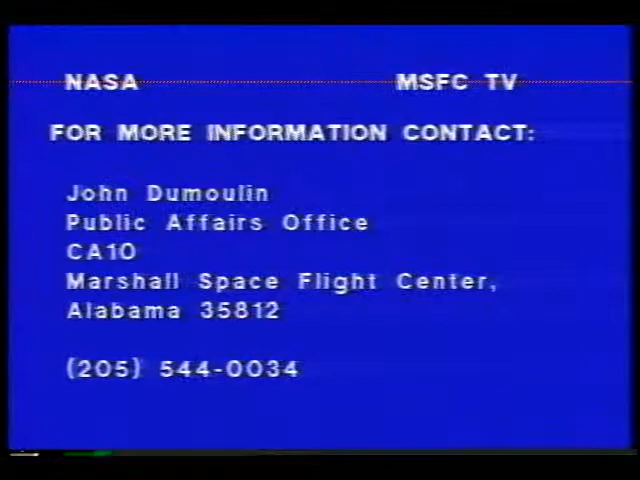 NASA MSFC TV
FOR MORE INFORMATION CONTACT:
John Dumoulin
Public Affairs Office
CA10
Marshall Space Flight Center,
Alabama 35812
(205) 544-0034